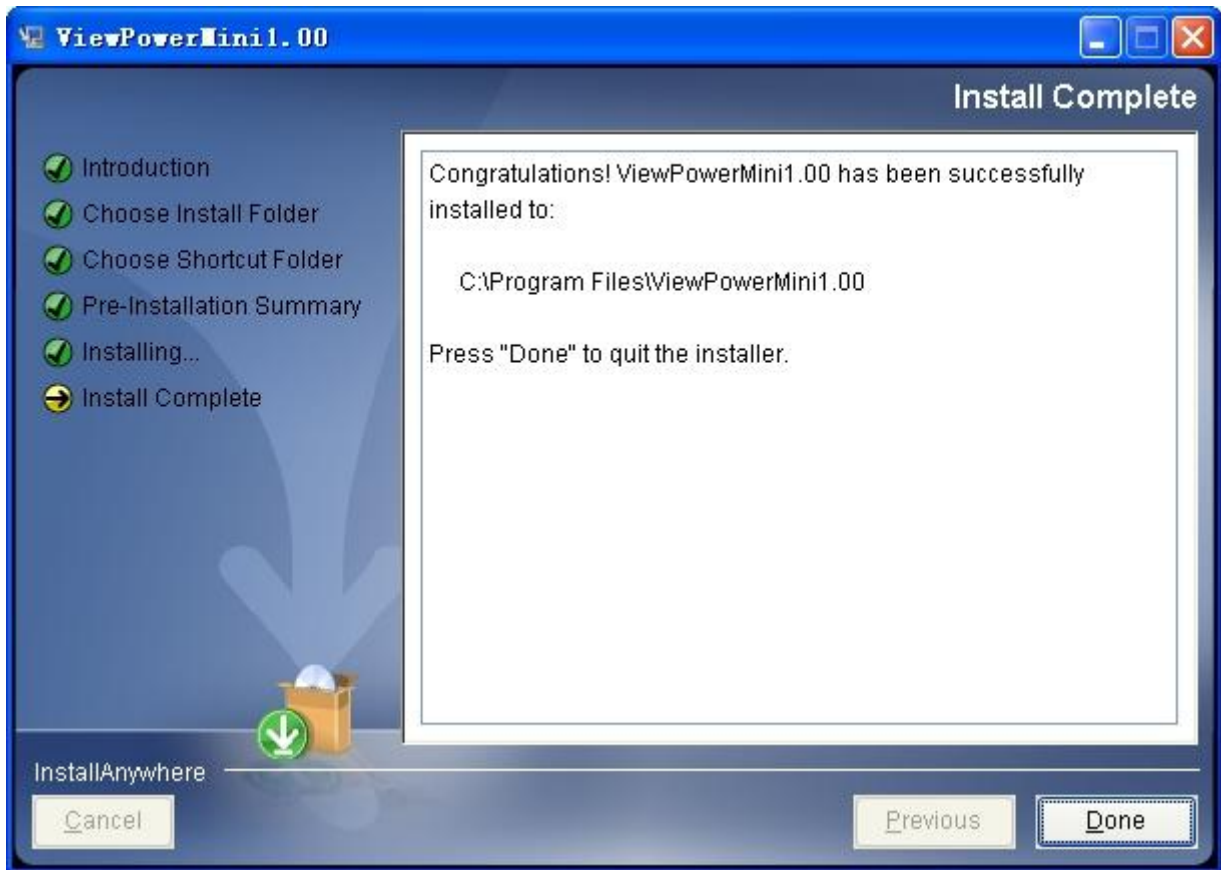 ViewPowerMini1.00
Install Complete
Introduction
Choose Install Folder
Choose Shortcut Folder
Pre-Installation Summary
Installing...
Install Complete
Congratulations! ViewPowerMini1.00 has been successfully
installed to:
C:\Program Files\ViewPowerMini1.00
Press "Done" to quit the installer.
InstallAnywhere
Cancel
Previous
Done